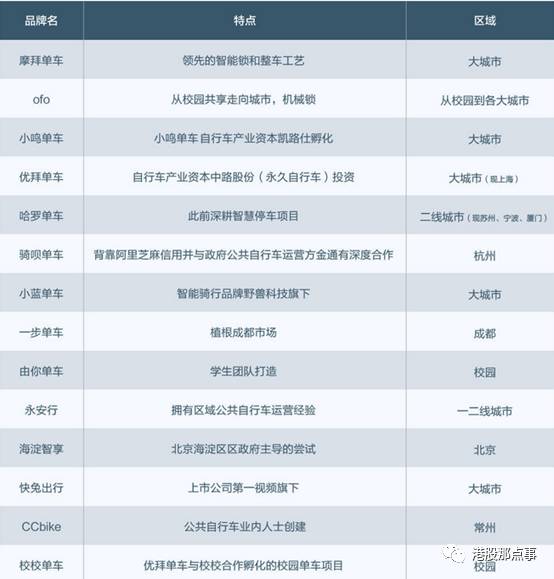 品牌名 特点 区域
摩拜单车 领先的智能锁和整车工艺 大城市
ofo 从校园共享走向城市，机械锁 从校园到各大城市
小鸣单车 小鸣单车自行车产业资本凯路仕孵化 大城市
优拜单车 自行车产业资本中路股份（永久自行车）投资 大城市（现上海）
哈罗单车 此前深耕智慧停车项目 二线城市（现苏州、宁波、厦门）
骑呗单车 背靠阿里芝麻信用并与政府公共自行车运营方金通有深度合作 杭州
小蓝单车 智能骑行品牌野兽科技旗下 大城市
一步单车 植根成都市场 成都
由你单车 学生团队打造 校园
永安行 拥有区域公共自行车运营经验 一二线城市
海淀智享 北京海淀区区政府主导的尝试 北京
快兔出行 上市公司第一视频旗下 大城市
CCbike 公共自行车业内人士创建 常州
校校单车 优拜单车与校校合作孵化的校园单车项目 校园
港股那点事